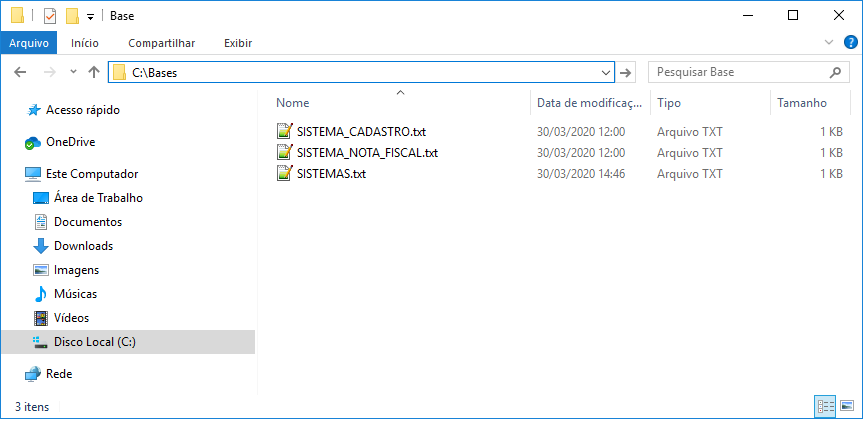 Base
Arquivo Início Compartilhar Exibir
C:\Bases Pesquisar Base
Nome Data de modificaç... Tipo Tamanho
Acesso rápido
OneDrive
Este Computador
Área de Trabalho
Documentos
Downloads
Imagens
Músicas
Vídeos
Disco Local (C:)
Rede
SISTEMA_CADASTRO.txt 30/03/2020 12:00 Arquivo TXT 1 KB
SISTEMA_NOTA_FISCAL.txt 30/03/2020 12:00 Arquivo TXT 1 KB
SISTEMAS.txt 30/03/2020 14:46 Arquivo TXT 1 KB
3 itens